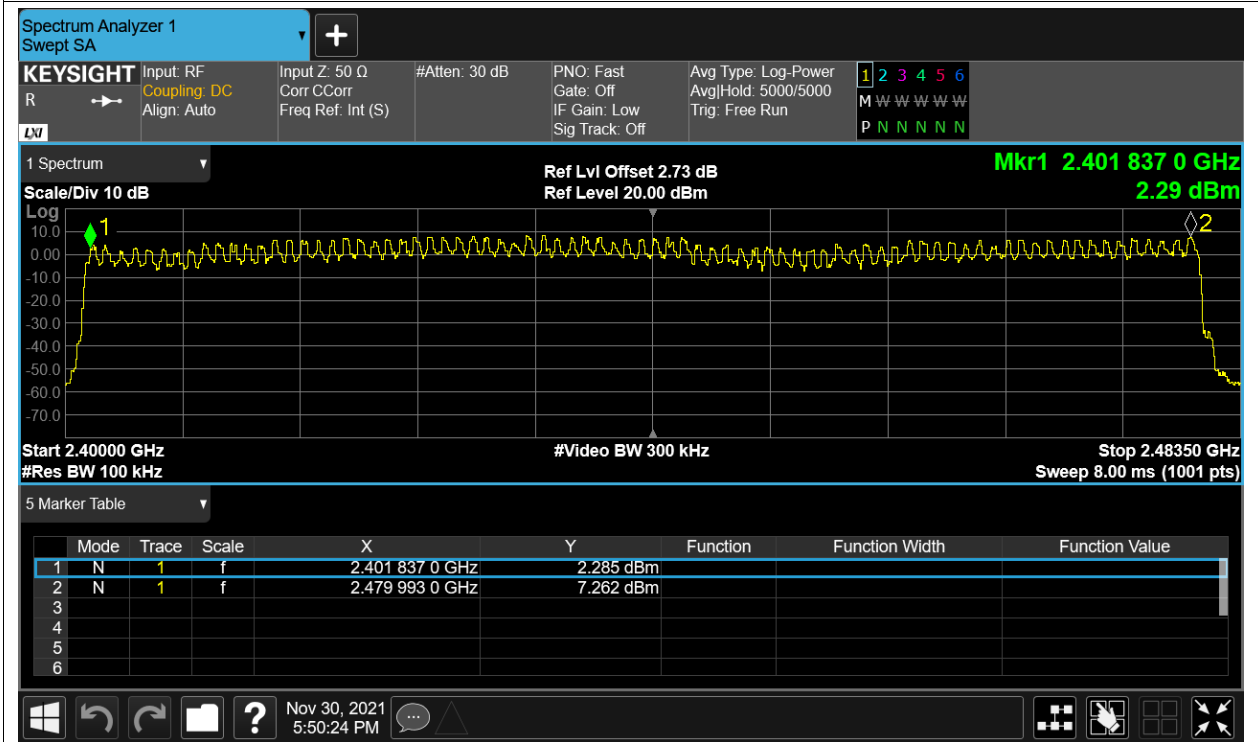 Spectrum Analyzer 1
Swept SA
KEYSIGHT Input: RF Input Z: 50 Ω #Atten: 30 dB PNO: Fast Avg Type: Log-Power 1 2 3 4 5 6
R Coupling: DC Corr CCorr Gate: Off Avg|Hold: 5000/5000 M W W W W W
Align: Auto Freq Ref: Int (S) IF Gain: Low Trig: Free Run
LXI Sig Track: Off P N N N N N
1 Spectrum Ref Lvl Offset 2.73 dB Mkr1 2.401 837 0 GHz
Scale/Div 10 dB Ref Level 20.00 dBm 2.29 dBm
Log
1 2
10.0
0.00
-10.0
-20.0
-30.0
-40.0
-50.0
-60.0
-70.0
Start 2.40000 GHz #Video BW 300 kHz Stop 2.48350 GHz
#Res BW 100 kHz Sweep 8.00 ms (1001 pts)
5 Marker Table
Mode Trace Scale X Y Function Function Width Function Value
1 N 1 f 2.401 837 0 GHz 2.285 dBm
2 N 1 f 2.479 993 0 GHz 7.262 dBm
3
4
5
6
? Nov 30, 2021
5:50:24 PM